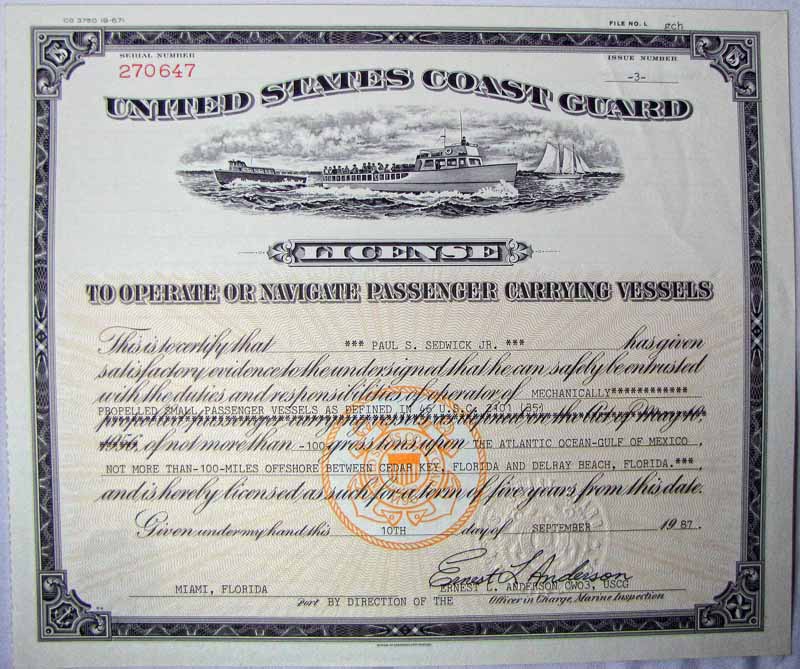 CG 3750 (9-67)
FILE NO. L gch
SERIAL NUMBER
270647
ISSUE NUMBER
-3-
UNITED STATES COAST GUARD
LICENSE
TO OPERATE OR NAVIGATE PASSENGER CARRYING VESSELS
This is to certify that *** PAUL S. SEDWICK JR. *** has given
satisfactory evidence to the undersigned that he can safely be entrusted
with the duties and responsibilities of operator of MECHANICALLY************
PROPELLED SMALL PASSENGER VESSELS AS DEFINED IN 46 U.S.C. 2101 (35)
of not more than -100- gross tons upon THE ATLANTIC OCEAN-GULF OF MEXICO,
NOT MORE THAN-100-MILES OFFSHORE BETWEEN CEDAR KEY, FLORIDA AND DELRAY BEACH, FLORIDA.***,
and is hereby licensed as such for a term of five years from this date.
Given under my hand this 10TH day of SEPTEMBER 1987.
Ernest L Anderson
MIAMI, FLORIDA
ERNEST L. ANDERSON CWO3, USCG
Port BY DIRECTION OF THE Officer in Charge, Marine Inspection